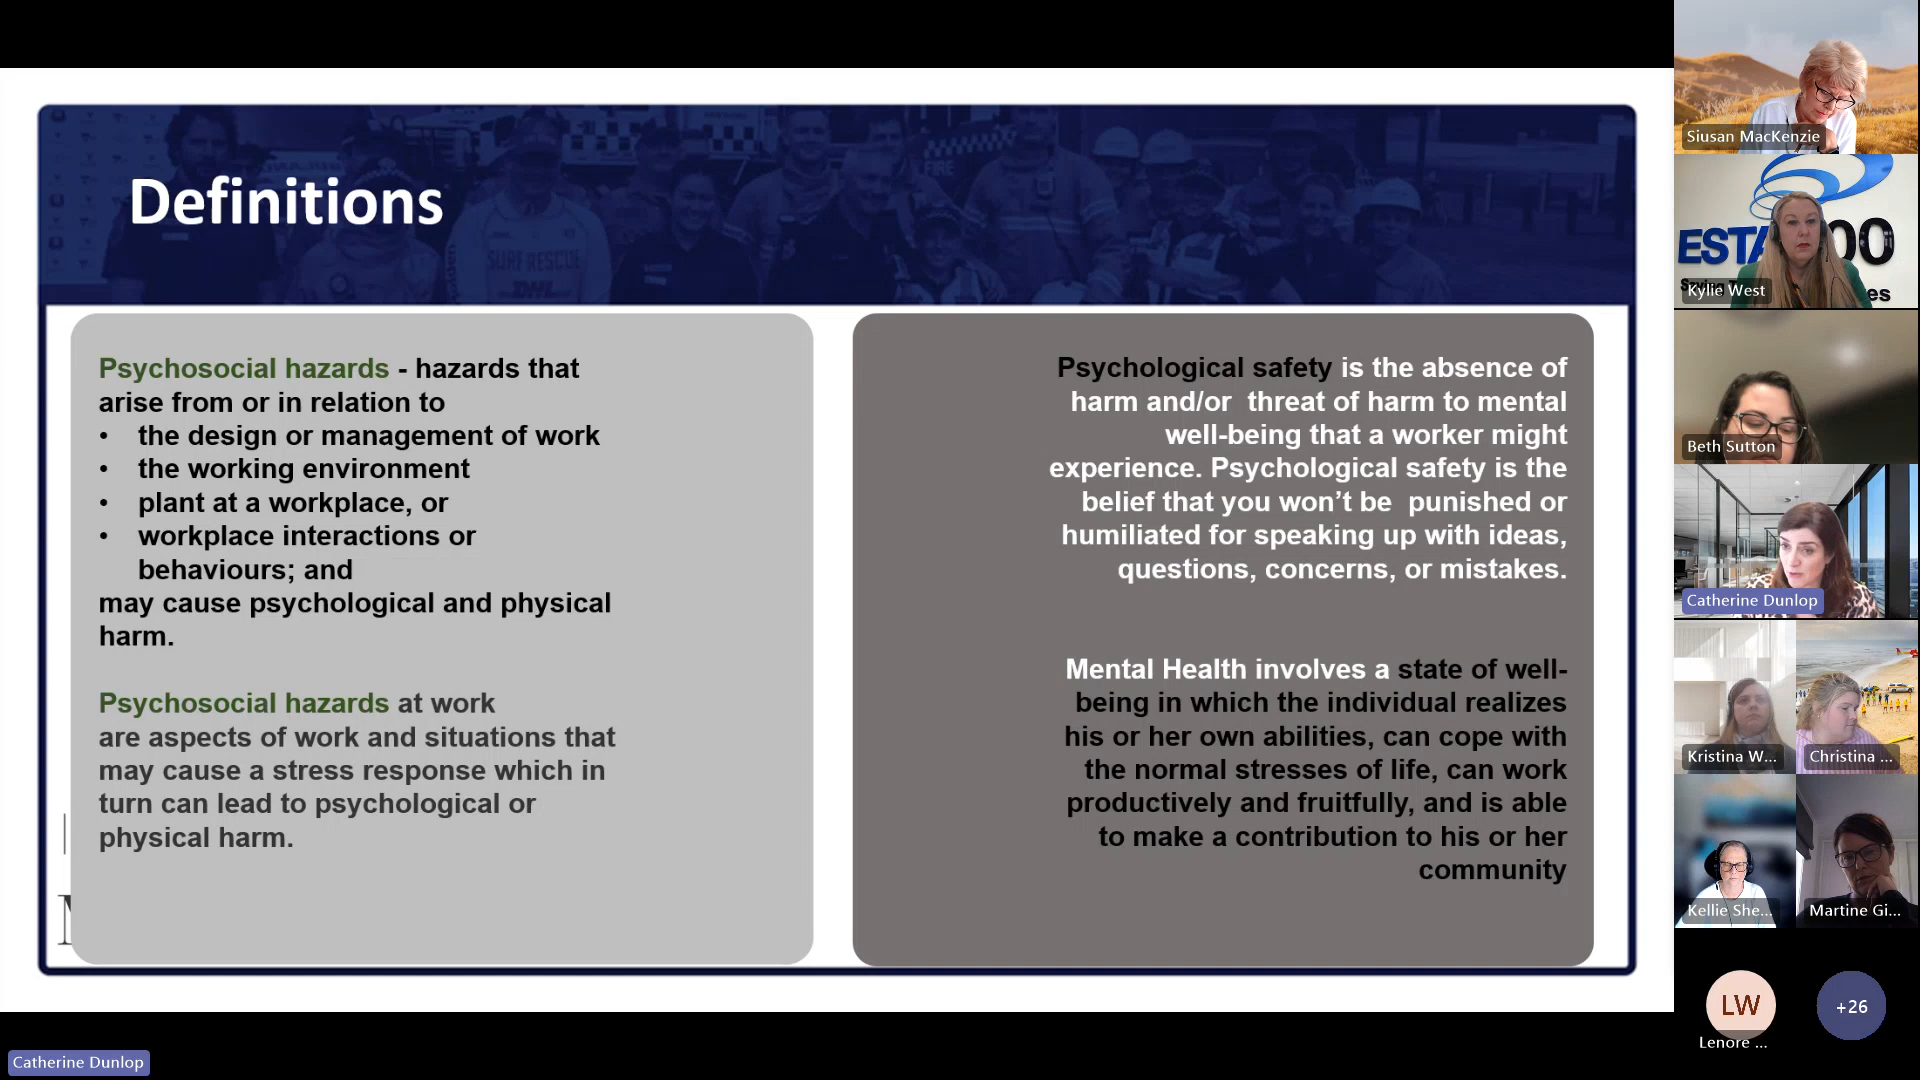 Definitions
SURF RESCUE
FIRE
Psychosocial hazards - hazards that
arise from or in relation to
• the design or management of work
• the working environment
• plant at a workplace, or
• workplace interactions or
behaviours; and
may cause psychological and physical
harm.
Psychosocial hazards at work
are aspects of work and situations that
may cause a stress response which in
turn can lead to psychological or
physical harm.
Psychological safety is the absence of
harm and/or  threat of harm to mental
well-being that a worker might
experience. Psychological safety is the
belief that you won’t be  punished or
humiliated for speaking up with ideas,
questions, concerns, or mistakes.
Mental Health involves a state of well-
being in which the individual realizes
his or her own abilities, can cope with
the normal stresses of life, can work
productively and fruitfully, and is able
to make a contribution to his or her
community
Siusan MacKenzie
ESTA
Kylie West
Beth Sutton
Catherine Dunlop
Kristina W...
Christina ...
Kellie She...
Martine Gi...
LW
+26
Lenore ...
Catherine Dunlop